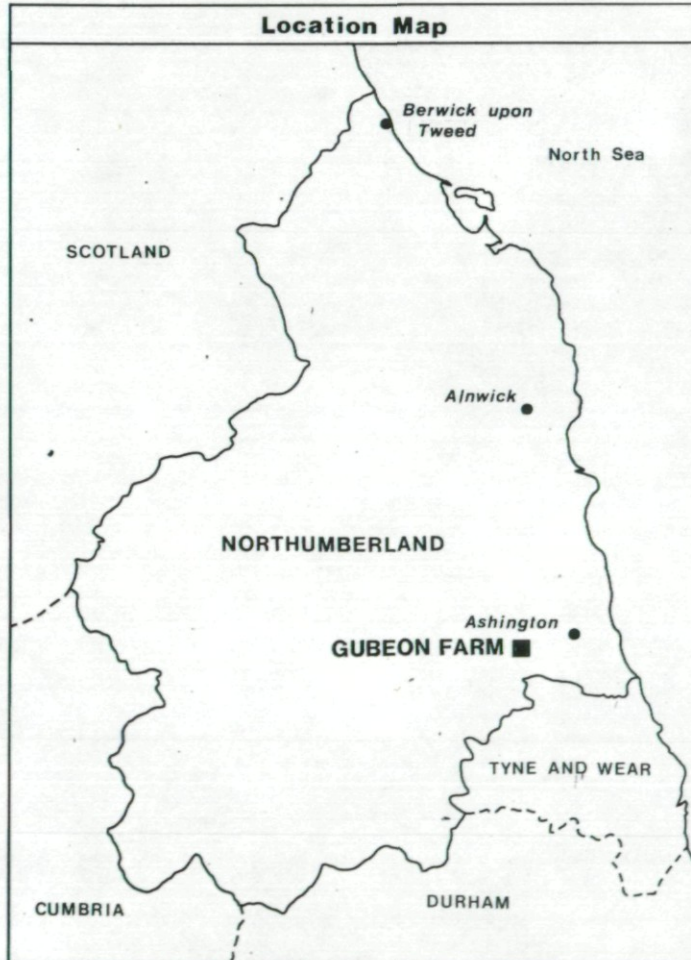 Location Map
Berwick upon
Tweed
North Sea
SCOTLAND
Alnwick
NORTHUMBERLAND
Ashington
GUBEON FARM
TYNE AND WEAR
CUMBRIA
DURHAM